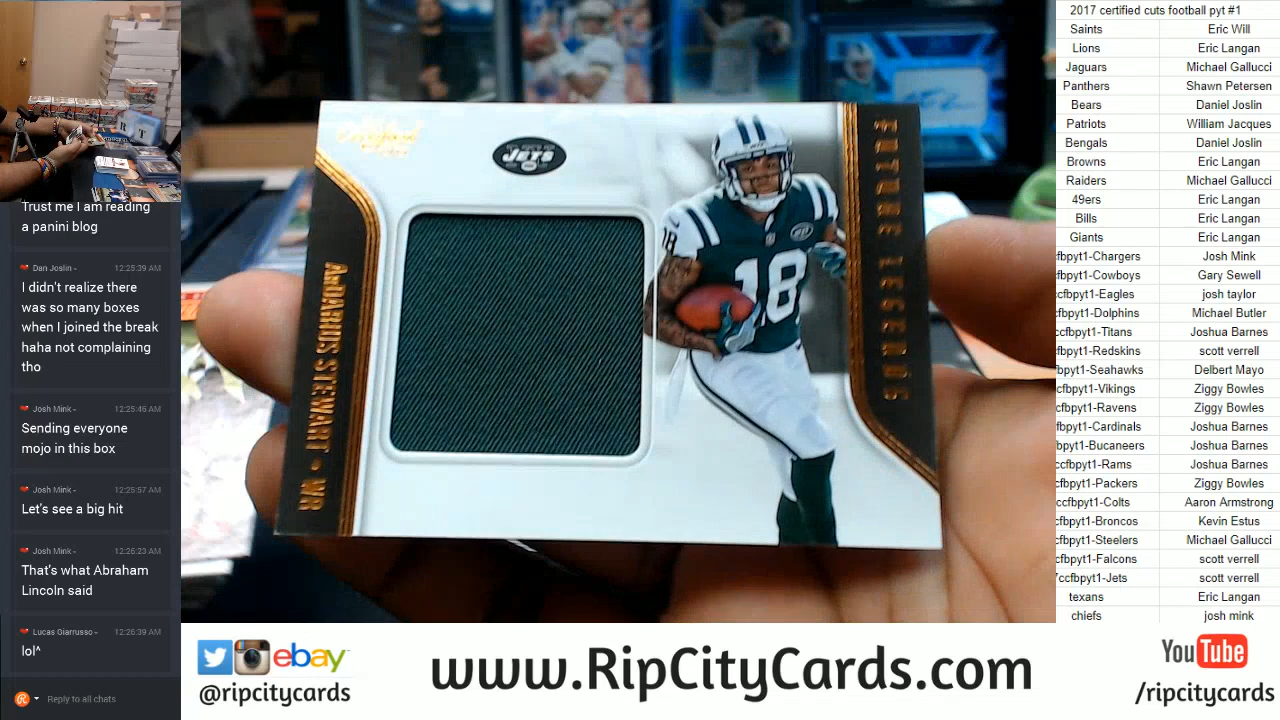 Trust me I am reading
a panini blog
Dan Joslin
12:25:39 AM
I didn't realize there
was so many boxes
when I joined the break
haha not complaining
tho
Josh Mink
12:25:46 AM
Sending everyone
mojo in this box
Josh Mink
12:25:57 AM
Let's see a big hit
Josh Mink
12:26:23 AM
That's what Abraham
Lincoln said
Lucas Giarrusso
12:26:39 AM
lol^
Reply to all chats
JETS
ArDARIUS STEWART • WR
FUTURE LEGENDS
18
18
2017 certified cuts football pyt #1
Saints Eric Will
Lions Eric Langan
Jaguars Michael Gallucci
Panthers Shawn Petersen
Bears Daniel Joslin
Patriots William Jacques
Bengals Daniel Joslin
Browns Eric Langan
Raiders Michael Gallucci
49ers Eric Langan
Bills Eric Langan
Giants Eric Langan
cfbpyt1-Chargers Josh Mink
cfbpyt1-Cowboys Gary Sewell
ccfbpyt1-Eagles josh taylor
cfbpyt1-Dolphins Michael Butler
ccfbpyt1-Titans Joshua Barnes
cfbpyt1-Redskins scott verrell
fbpyt1-Seahawks Delbert Mayo
cfbpyt1-Vikings Ziggy Bowles
cfbpyt1-Ravens Ziggy Bowles
cfbpyt1-Cardinals Joshua Barnes
fbpyt1-Bucaneers Joshua Barnes
ccfbpyt1-Rams Joshua Barnes
cfbpyt1-Packers Ziggy Bowles
ccfbpyt1-Colts Aaron Armstrong
cfbpyt1-Broncos Kevin Estus
cfbpyt1-Steelers Michael Gallucci
cfbpyt1-Falcons scott verrell
7ccfbpyt1-Jets scott verrell
texans Eric Langan
chiefs josh mink
ebay
@ripcitycards
www.RipCityCards.com
YouTube
/ripcitycards